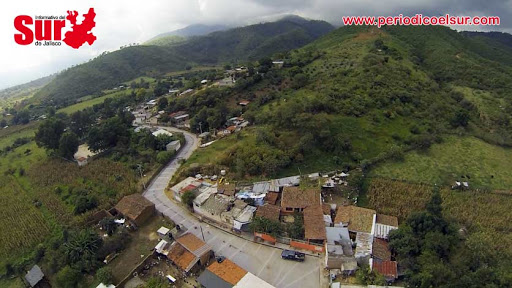 Informativo del
Sur
de Jalisco
www.periodicoelsur.com